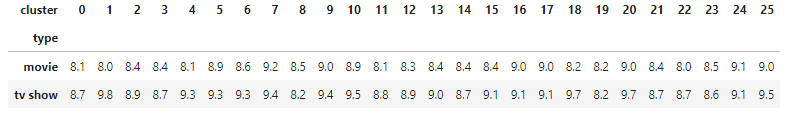 cluster 0 1 2 3 4 5 6 7 8 9 10 11 12 13 14 15 16 17 18 19 20 21 22 23 24 25
type
movie 8.1 8.0 8.4 8.4 8.1 8.9 8.6 9.2 8.5 9.0 8.9 8.1 8.3 8.4 8.4 8.4 9.0 9.0 8.2 8.2 9.0 8.4 8.0 8.5 9.1 9.0
tv show 8.7 9.8 8.9 8.7 9.3 9.3 9.3 9.4 8.2 9.4 9.5 8.8 8.9 9.0 8.7 9.1 9.1 9.1 9.7 8.2 9.7 8.7 8.7 8.6 9.1 9.5